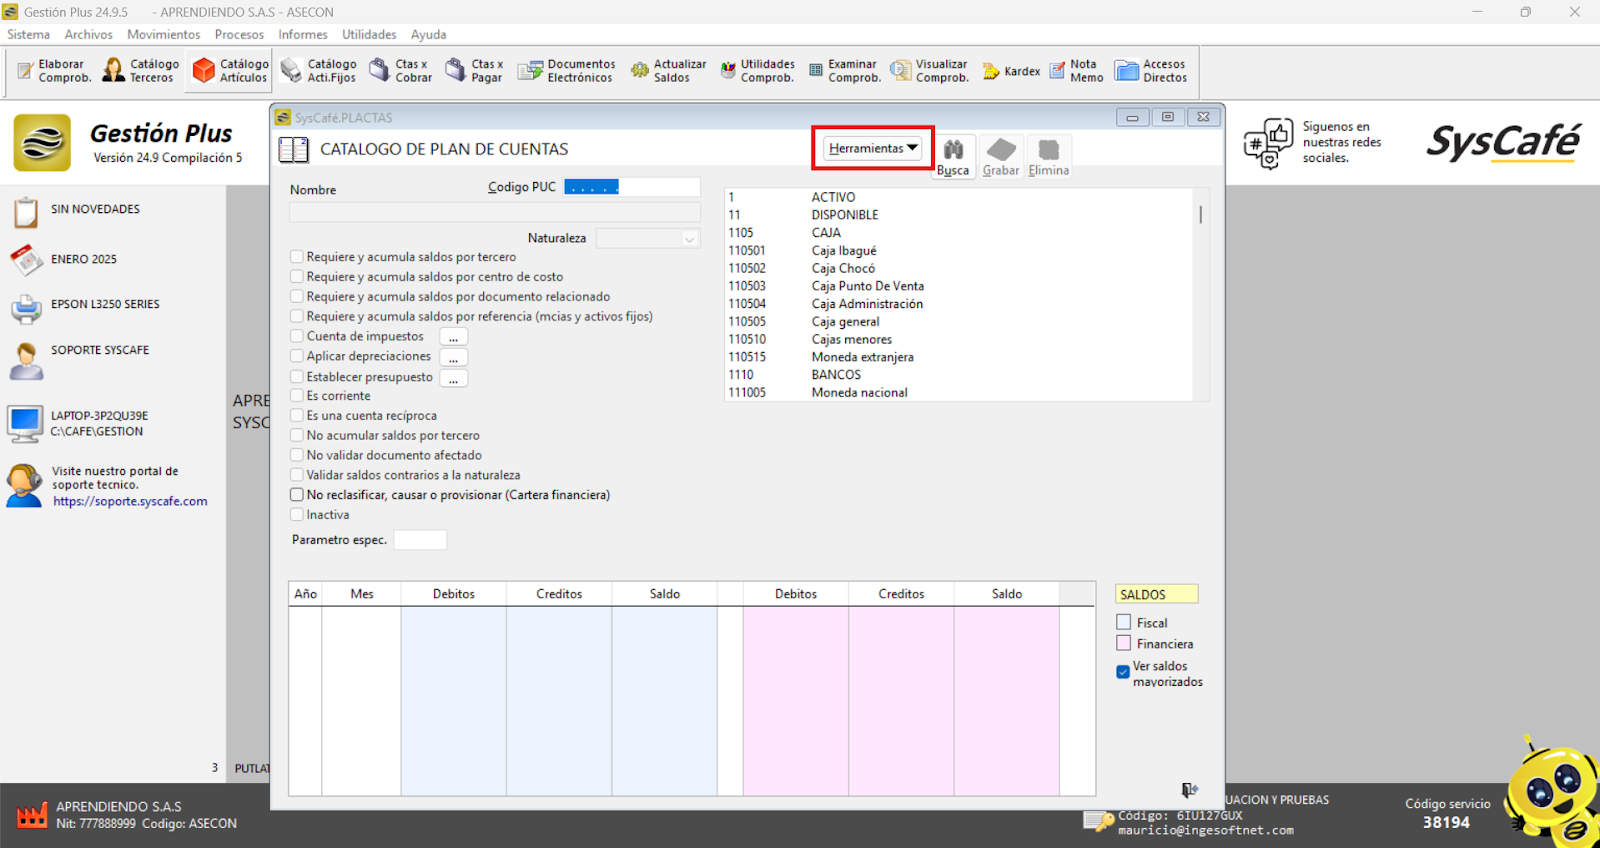 Gestión Plus 24.9.5 - APRENDIENDO S.A.S - ASECON
Sistema Archivos Movimientos Procesos Informes Utilidades Ayuda
Elaborar Comprob.
Catálogo Terceros
Catálogo Artículos
Catálogo Acti.Fijos
Ctas x Cobrar
Ctas x Pagar
Documentos Electrónicos
Actualizar Saldos
Utilidades Comprob.
Examinar Comprob.
Visualizar Comprob.
Kardex
Nota Memo
Accesos Directos
Gestión Plus
Versión 24.9 Compilación 5
SIN NOVEDADES
ENERO 2025
EPSON L3250 SERIES
SOPORTE SYSCAFE
LAPTOP-3P2QU39E
C:\CAFE\GESTION
Visite nuestro portal de
soporte tecnico.
https://soporte.syscafe.com
APRE
SYSC
3 PUTLAT
SysCafé.PLACTAS
2
CATALOGO DE PLAN DE CUENTAS
Herramientas
Busca
Grabar
Elimina
Nombre
Codigo PUC . . . . .
Naturaleza
Requiere y acumula saldos por tercero
Requiere y acumula saldos por centro de costo
Requiere y acumula saldos por documento relacionado
Requiere y acumula saldos por referencia (mcias y activos fijos)
Cuenta de impuestos ...
Aplicar depreciaciones ...
Establecer presupuesto ...
Es corriente
Es una cuenta recíproca
No acumular saldos por tercero
No validar documento afectado
Validar saldos contrarios a la naturaleza
No reclasificar, causar o provisionar (Cartera financiera)
Inactiva
Parametro espec.
1 ACTIVO
11 DISPONIBLE
1105 CAJA
110501 Caja Ibagué
110502 Caja Chocó
110503 Caja Punto De Venta
110504 Caja Administración
110505 Caja general
110510 Cajas menores
110515 Moneda extranjera
1110 BANCOS
111005 Moneda nacional
Año Mes Debitos Creditos Saldo Debitos Creditos Saldo
SALDOS
Fiscal
Financiera
Ver saldos
mayorizados
Siguenos en
nuestras redes
sociales.
SysCafé
APRENDIENDO S.A.S
Nit: 777888999 Codigo: ASECON
UACION Y PRUEBAS
Código: 6IU127GUX
mauricio@ingesoftnet.com
Código servicio
38194